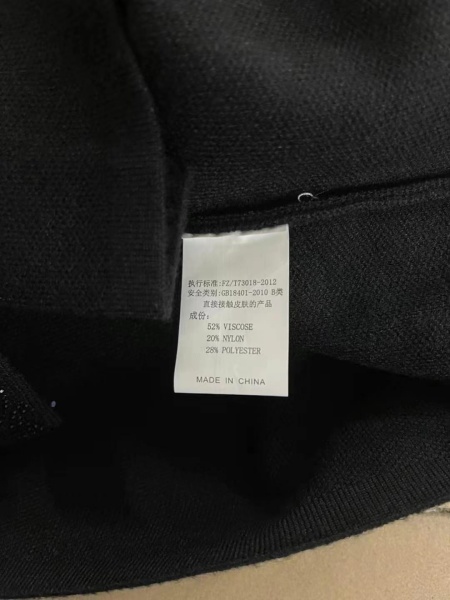 执行标准:FZ/T73018-2012
安全类别:GB18401-2010 B类
直接接触皮肤的产品
成份:
52% VISCOSE
20% NYLON
28% POLYESTER
MADE IN CHINA